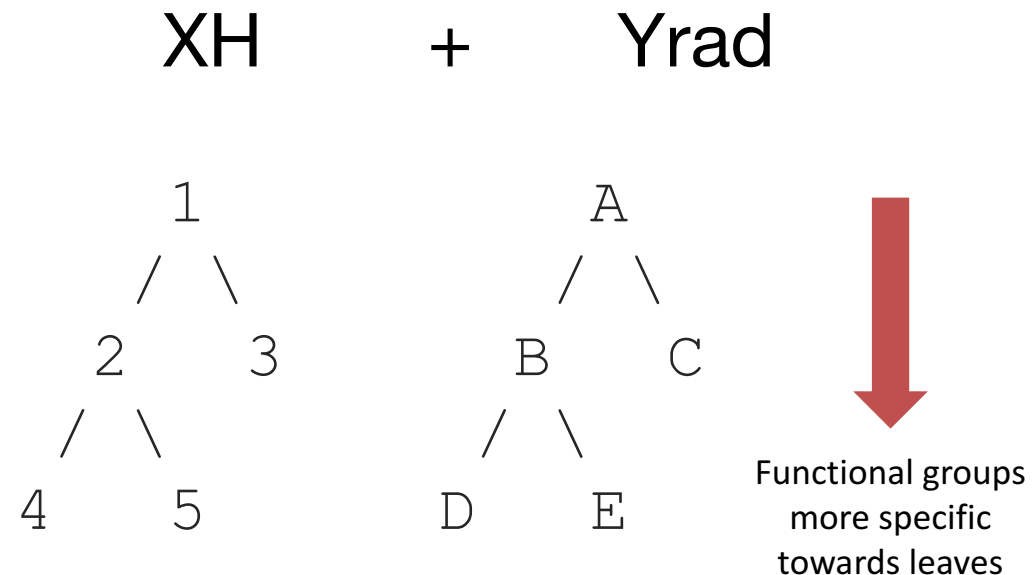 XH + Yrad
1 A
/ \ / \
2 3 B C
/ \ / \
4 5 D E
Functional groups
more specific
towards leaves